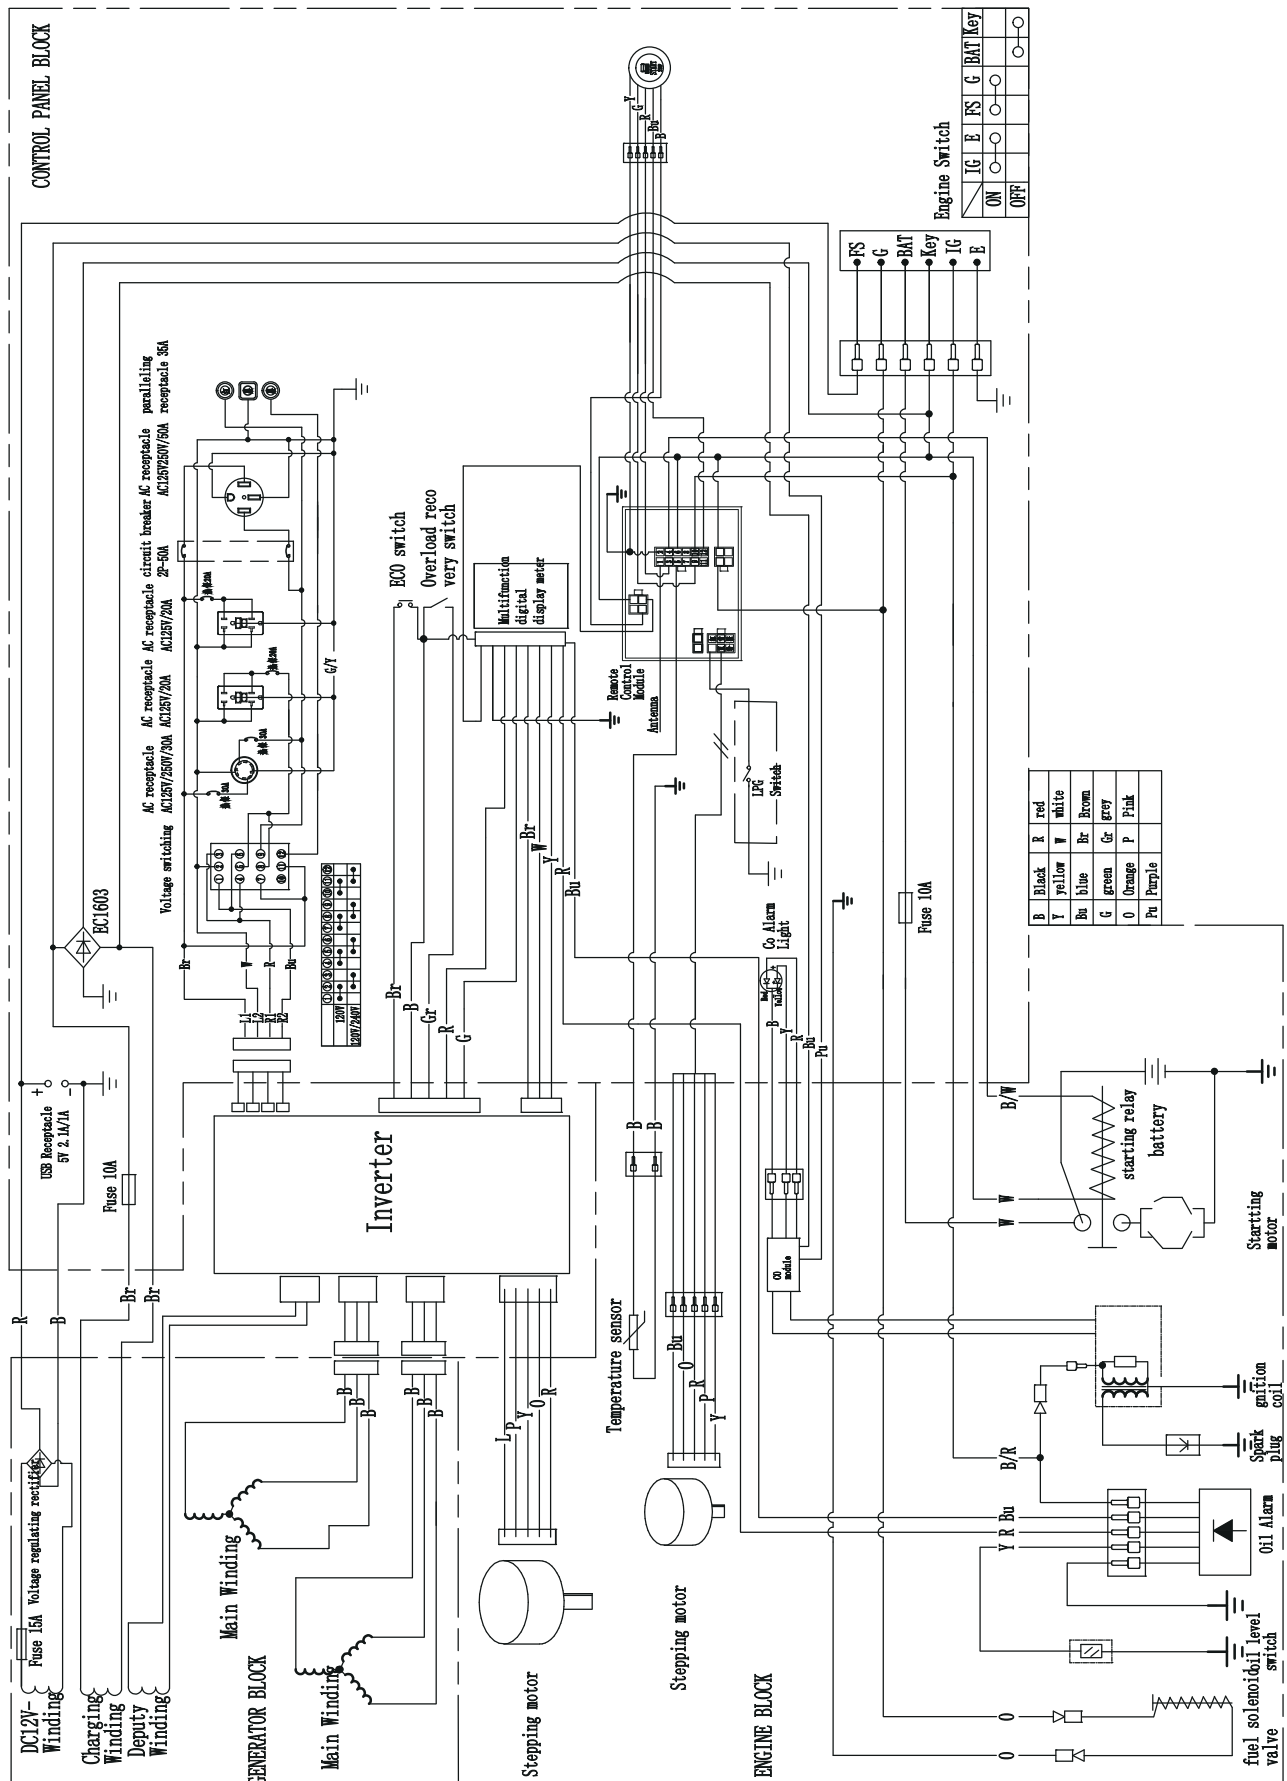 CONTROL PANEL BLOCK
START
Y
G
R
Bu
B
Engine Switch
IG E FS G BAT Key
ON
OFF
FS
G
BAT
Key
IG
E
Voltage switching
AC receptacle
AC125V/250V/30A
AC receptacle
AC125V/20A
AC receptacle
AC125V/20A
circuit breaker
2P-50A
AC receptacle
AC125V250V/50A
paralleling
receptacle 35A
G/Y
Br
W
R
Bu
L1
L2
R1
R2
120V
120V/240V
EC1603
ECO switch
Overload reco
very switch
Multifunction
digital
display meter
Remote
Control
Module
Antenna
LPG
Switch
Br
B
Gr
R
G
Br
W
Y
R
Bu
Co Alarm
Light
Red
Yellow
B
Y
R
Bu
Pu
Fuse 10A
B Black R red
Y yellow W white
Bu blue Br Brown
G green Gr grey
O Orange P Pink
Pu Purple
+
-
USB Receptacle
5V 2.1A/1A
Fuse 10A
Inverter
B
B
B/W
W
W
starting relay
battery
Startting
motor
CO
module
R
B
Br
Br
Temperature sensor
B
B
B
B
B
B
L
P
Y
O
R
Bu
O
R
P
Y
B/R
gnition
coil
Spark
plug
Bu
R
Y
Oil Alarm
oil level
switch
fuel solenoid
valve
O
O
Voltage regulating rectifier
Fuse 15A
DC12V-
Winding
Charging
Winding
Deputy
Winding
Main Winding
Main Winding
GENERATOR BLOCK
Stepping motor
Stepping motor
ENGINE BLOCK